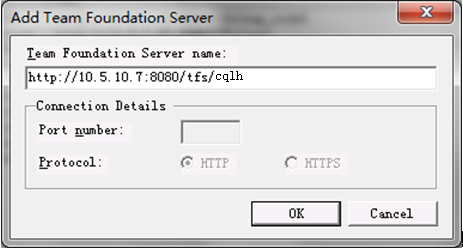 Add Team Foundation Server
Team Foundation Server name:
http://10.5.10.7:8080/tfs/cqlh
Connection Details
Port number:
Protocol:
HTTP
HTTPS
OK
Cancel